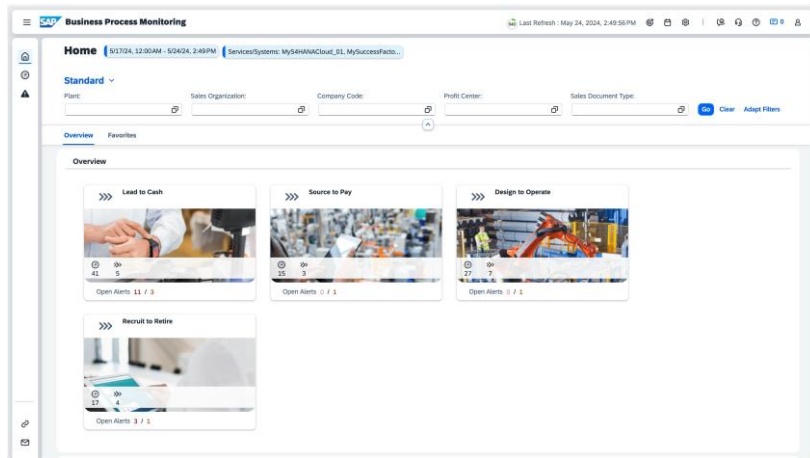 SAP Business Process Monitoring
Last Refresh : May 24, 2024, 2:49:56 PM
0
Home
5/17/24, 12:00AM - 5/24/24, 2:49PM
Services/Systems: MyS4HANACloud_01, MySuccessFacto...
Standard
Plant:
Sales Organization:
Company Code:
Profit Center:
Sales Document Type:
Go
Clear
Adapt Filters
Overview
Favorites
Overview
Lead to Cash
41 5
Open Alerts 11 / 3
Source to Pay
15 3
Open Alerts 0 / 1
Design to Operate
27 7
Open Alerts 0 / 1
Recruit to Retire
17 4
Open Alerts 3 / 1